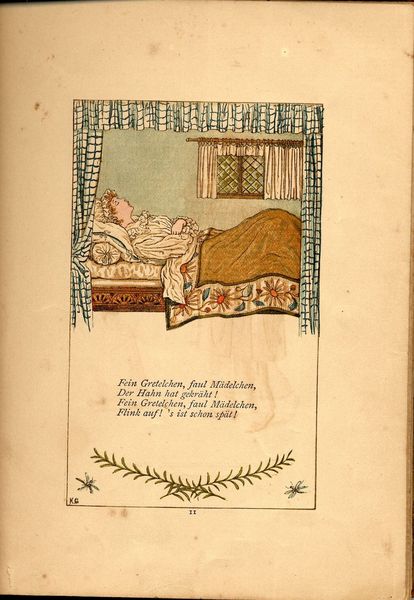 Fein Gretelchen, faul Mädelchen,
Der Hahn hat gekräht!
Fein Gretelchen, faul Mädelchen,
Flink auf! 's ist schon spät!
KG
11